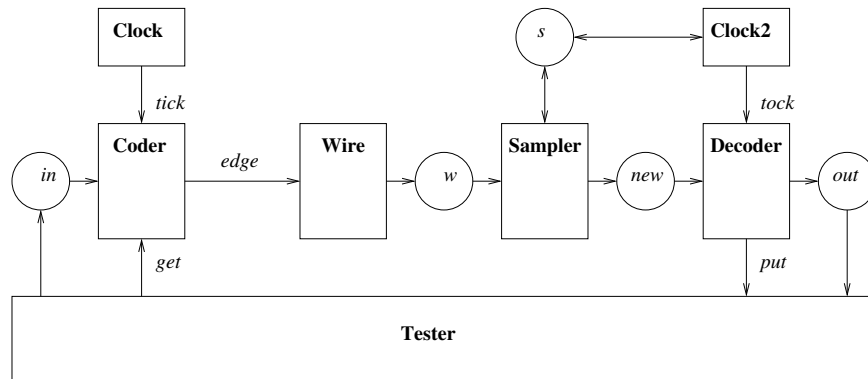 Clock
s
Clock2
tick
tock
Coder
Wire
Sampler
Decoder
edge
in
w
new
out
get
put
Tester